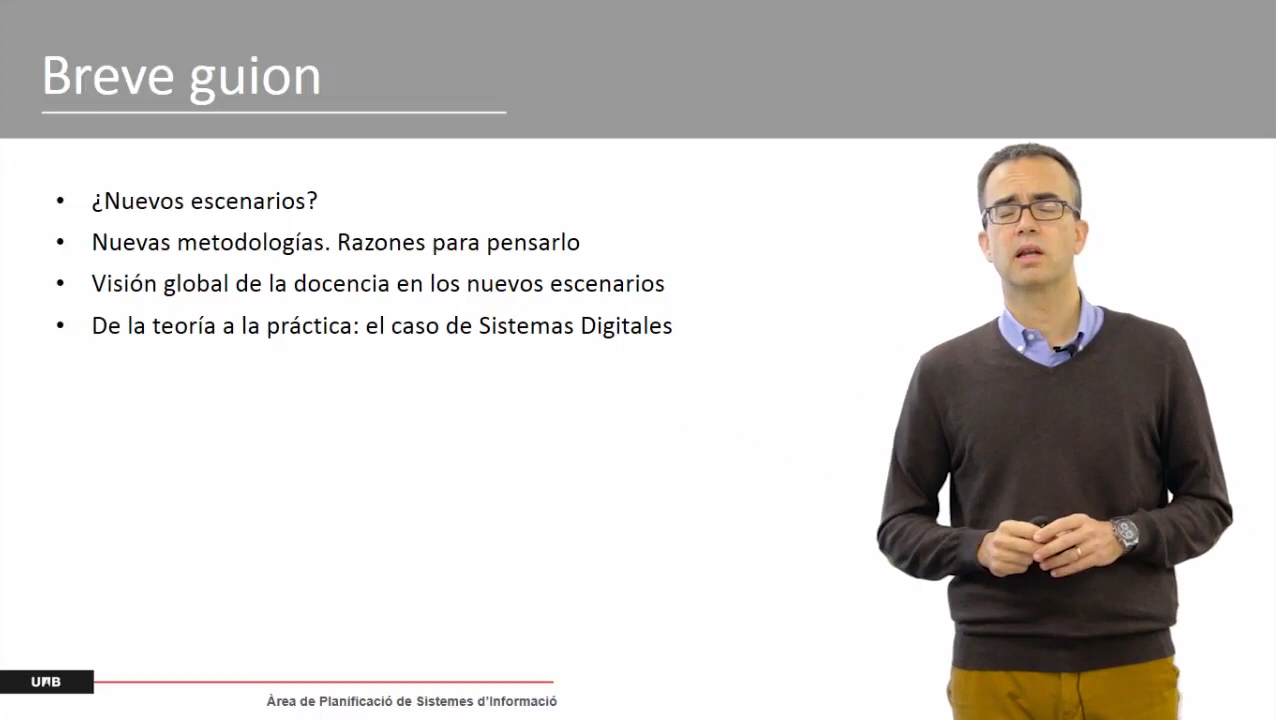 Breve guion
• ¿Nuevos escenarios?
• Nuevas metodologías. Razones para pensarlo
• Visión global de la docencia en los nuevos escenarios
• De la teoría a la práctica: el caso de Sistemas Digitales
UAB
Àrea de Planificació de Sistemes d'Informació